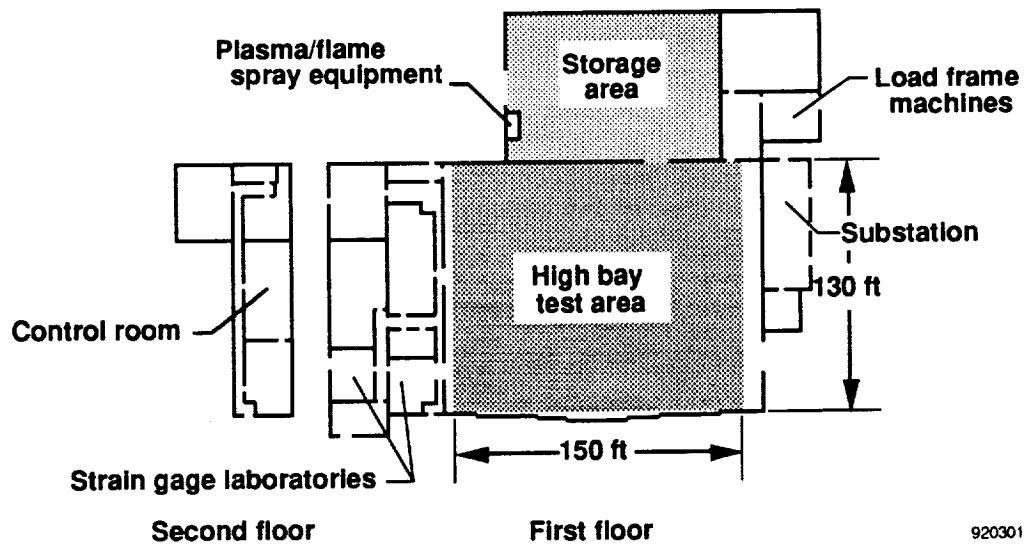 Plasma/flame
spray equipment
Storage
area
Load frame
machines
Substation
High bay
test area
130 ft
Control room
150 ft
Strain gage laboratories
Second floor
First floor
920301